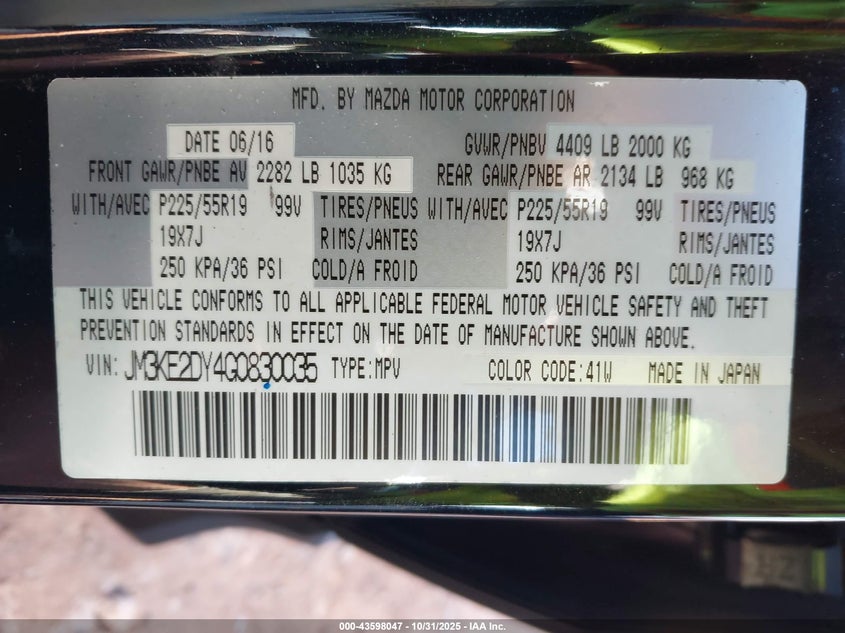 MFD. BY MAZDA MOTOR CORPORATION
DATE 06/16 GVWR/PNBV 4409 LB 2000 KG
FRONT GAWR/PNBE AV 2282 LB 1035 KG REAR GAWR/PNBE AR 2134 LB 968 KG
WITH/AVEC P225/55R19 99V TIRES/PNEUS WITH/AVEC P225/55R19 99V TIRES/PNEUS
19X7J RIMS/JANTES 19X7J RIMS/JANTES
250 KPA/36 PSI COLD/A FROID 250 KPA/36 PSI COLD/A FROID
THIS VEHICLE CONFORMS TO ALL APPLICABLE FEDERAL MOTOR VEHICLE SAFETY AND THEFT
PREVENTION STANDARDS IN EFFECT ON THE DATE OF MANUFACTURE SHOWN ABOVE.
VIN: JM3KE2DY4G0830035 TYPE:MPV COLOR CODE:41W MADE IN JAPAN
000-43598047 - 10/31/2025 - IAA Inc.